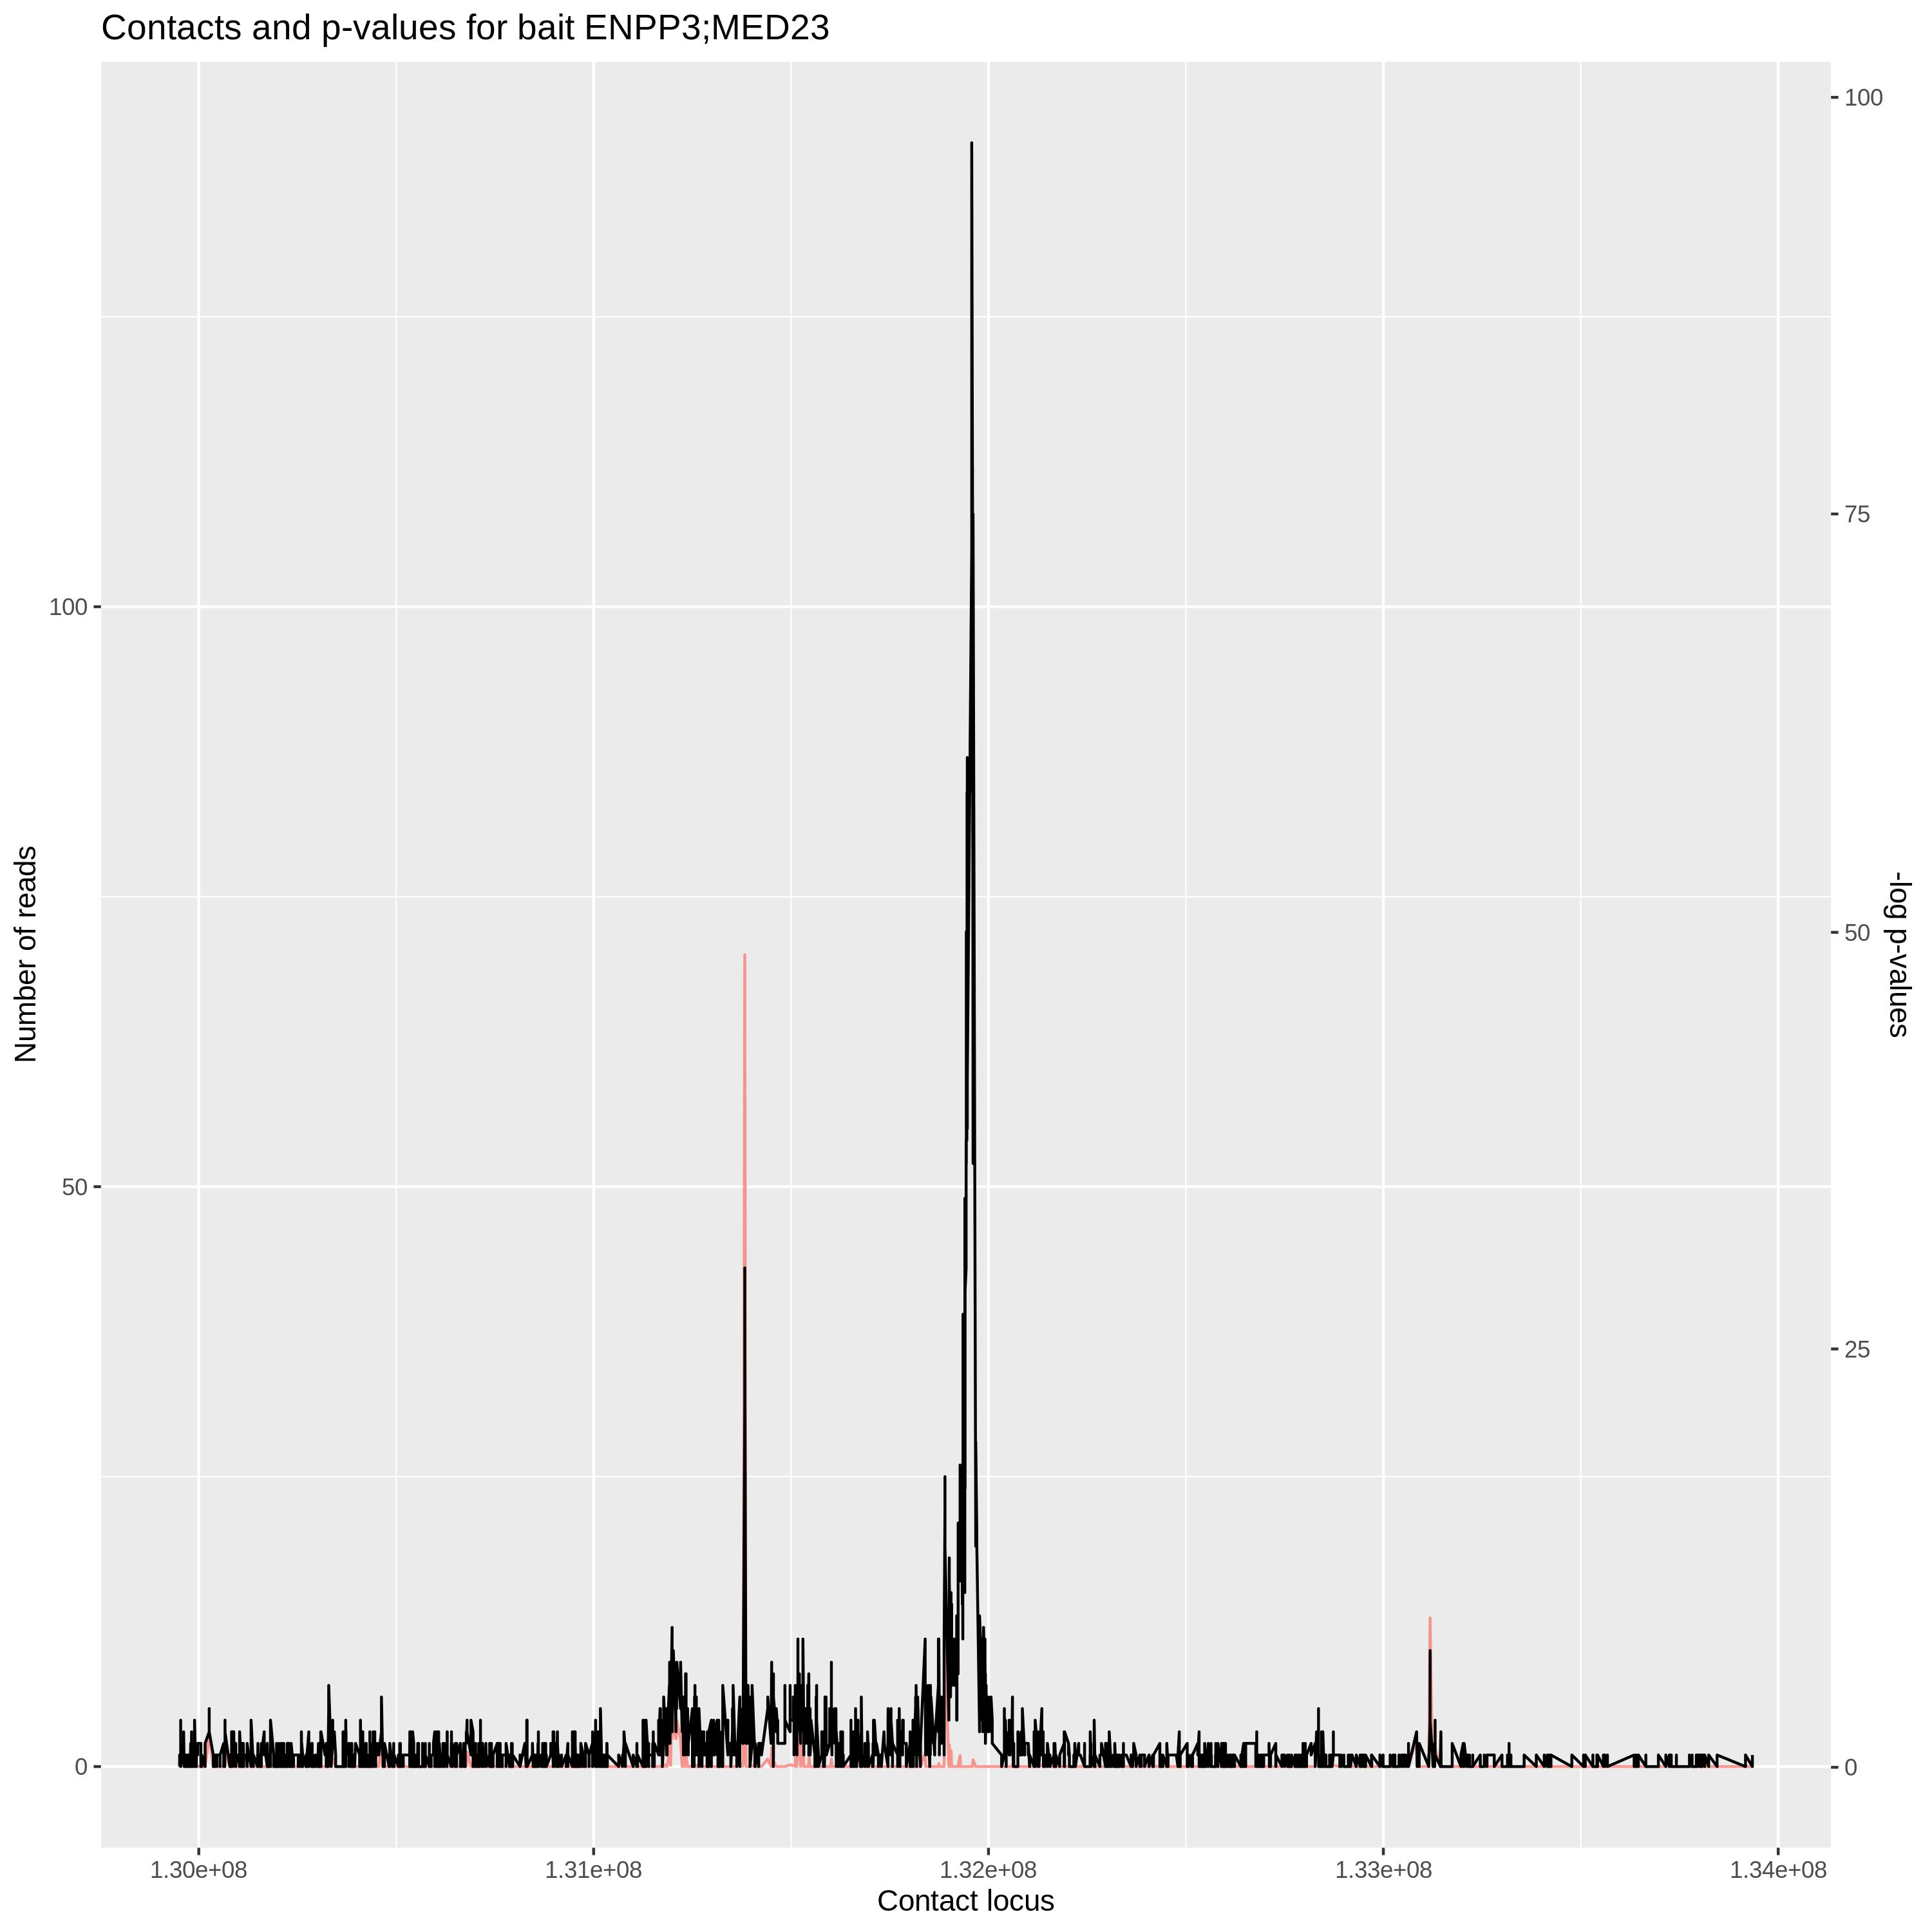 Contacts and p-values for bait ENPP3;MED23
100
75
50
25
0
-log p-values
100
50
0
Number of reads
1.30e+08
1.31e+08
1.32e+08
1.33e+08
1.34e+08
Contact locus